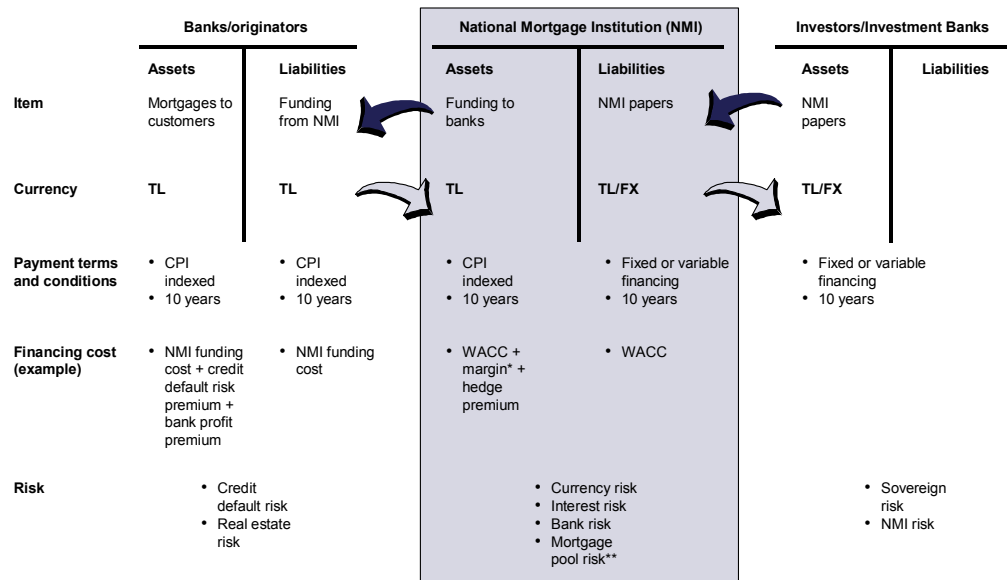 Banks/originators
National Mortgage Institution (NMI)
Investors/Investment Banks
Assets
Liabilities
Assets
Liabilities
Assets
Liabilities
Item
Mortgages to
customers
Funding
from NMI
Funding to
banks
NMI papers
NMI
papers
Currency
TL
TL
TL
TL/FX
TL/FX
Payment terms
and conditions
• CPI
indexed
• 10 years
• CPI
indexed
• 10 years
• CPI
indexed
• 10 years
• Fixed or variable
financing
• 10 years
• Fixed or variable
financing
• 10 years
Financing cost
(example)
• NMI funding
cost + credit
default risk
premium +
bank profit
premium
• NMI funding
cost
• WACC +
margin* +
hedge
premium
• WACC
Risk
• Credit
default risk
• Real estate
risk
• Currency risk
• Interest risk
• Bank risk
• Mortgage
pool risk**
• Sovereign
risk
• NMI risk